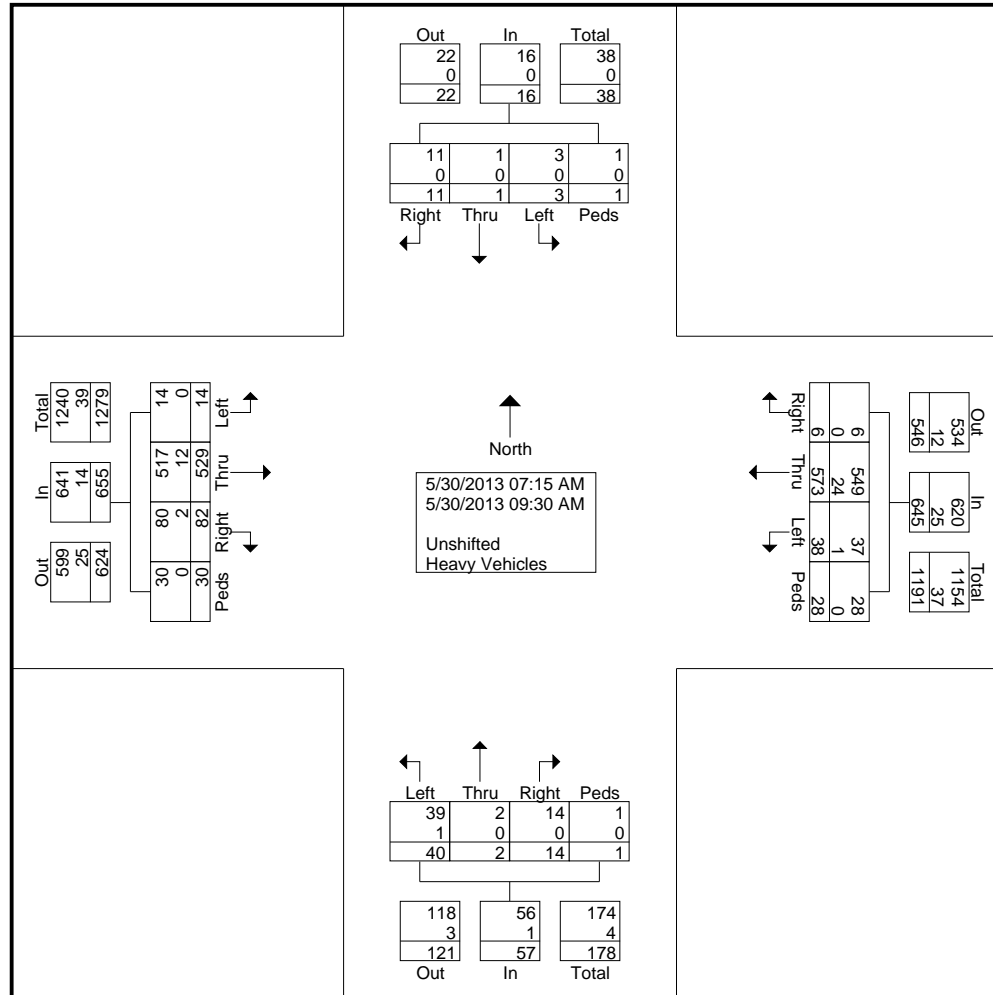 Out In Total
22 16 38
0 0 0
22 16 38
11 1 3 1
0 0 0 0
11 1 3 1
Right Thru Left Peds
Total
1240
39
1279
In
641
14
655
Out
599
25
624
14
0
14
Left
517
12
529
Thru
80
2
82
Right
30
0
30
Peds
North
5/30/2013 07:15 AM
5/30/2013 09:30 AM
Unshifted
Heavy Vehicles
Right
6
0
6
Thru
549
24
573
Left
37
1
38
Peds
28
0
28
Out
534
12
546
In
620
25
645
Total
1154
37
1191
Left Thru Right Peds
39 2 14 1
1 0 0 0
40 2 14 1
118 56 174
3 1 4
121 57 178
Out In Total